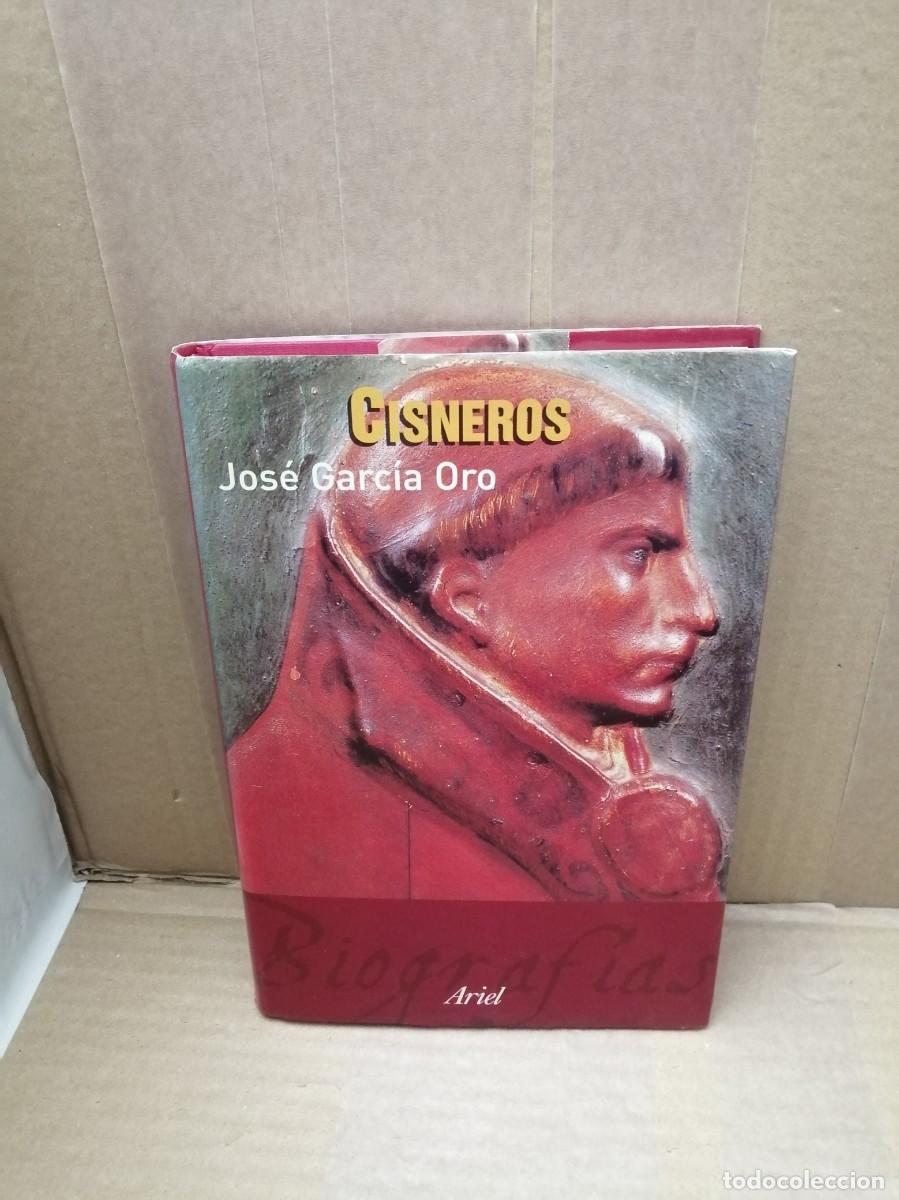 CISNEROS
José García Oro
Biografías
Ariel
todocoleccion